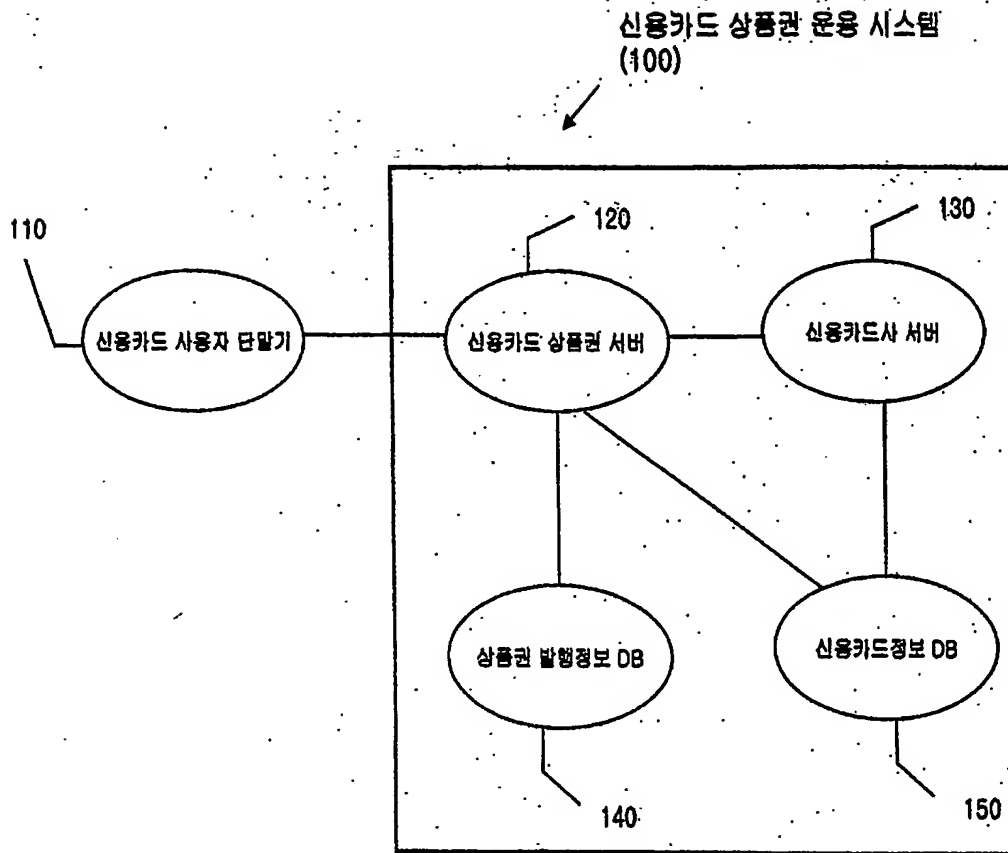 신용카드 상품권 운용 시스템
(100)
110
120
130
신용카드 사용자 단말기
신용카드 상품권 서버
신용카드사 서버
상품권 발행정보 DB
신용카드정보 DB
140
150